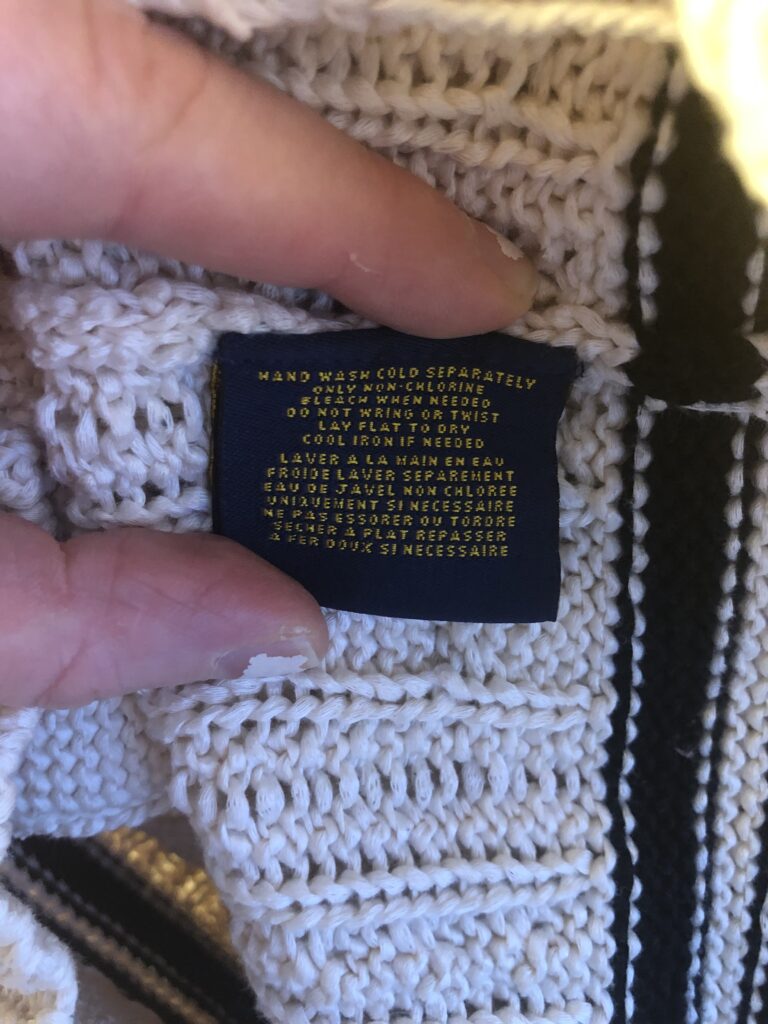 HAND WASH COLD SEPARATELY
ONLY NON-CHLORINE
BLEACH WHEN NEEDED
DO NOT WRING OR TWIST
LAY FLAT TO DRY
COOL IRON IF NEEDED
LAVER A LA MAIN EN EAU
FROIDE LAVER SEPAREMENT
EAU DE JAVEL NON CHLOREE
UNIQUEMENT SI NECESSAIRE
NE PAS ESSORER OU TORDRE
SECHER A PLAT REPASSER
A FER DOUX SI NECESSAIRE